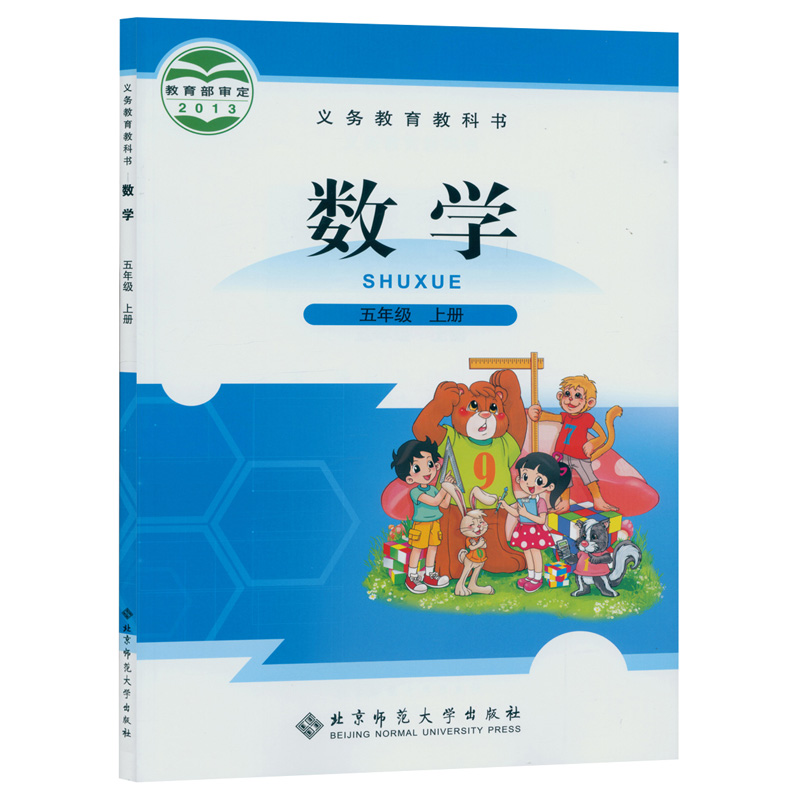 教育部审定
2013
义务教育教科书
数学
SHUXUE
五年级 上册
9
7
北京师范大学出版社
BEIJING NORMAL UNIVERSITY PRESS
义务教育教科书
数学
五年级 上册
北京师范大学出版社